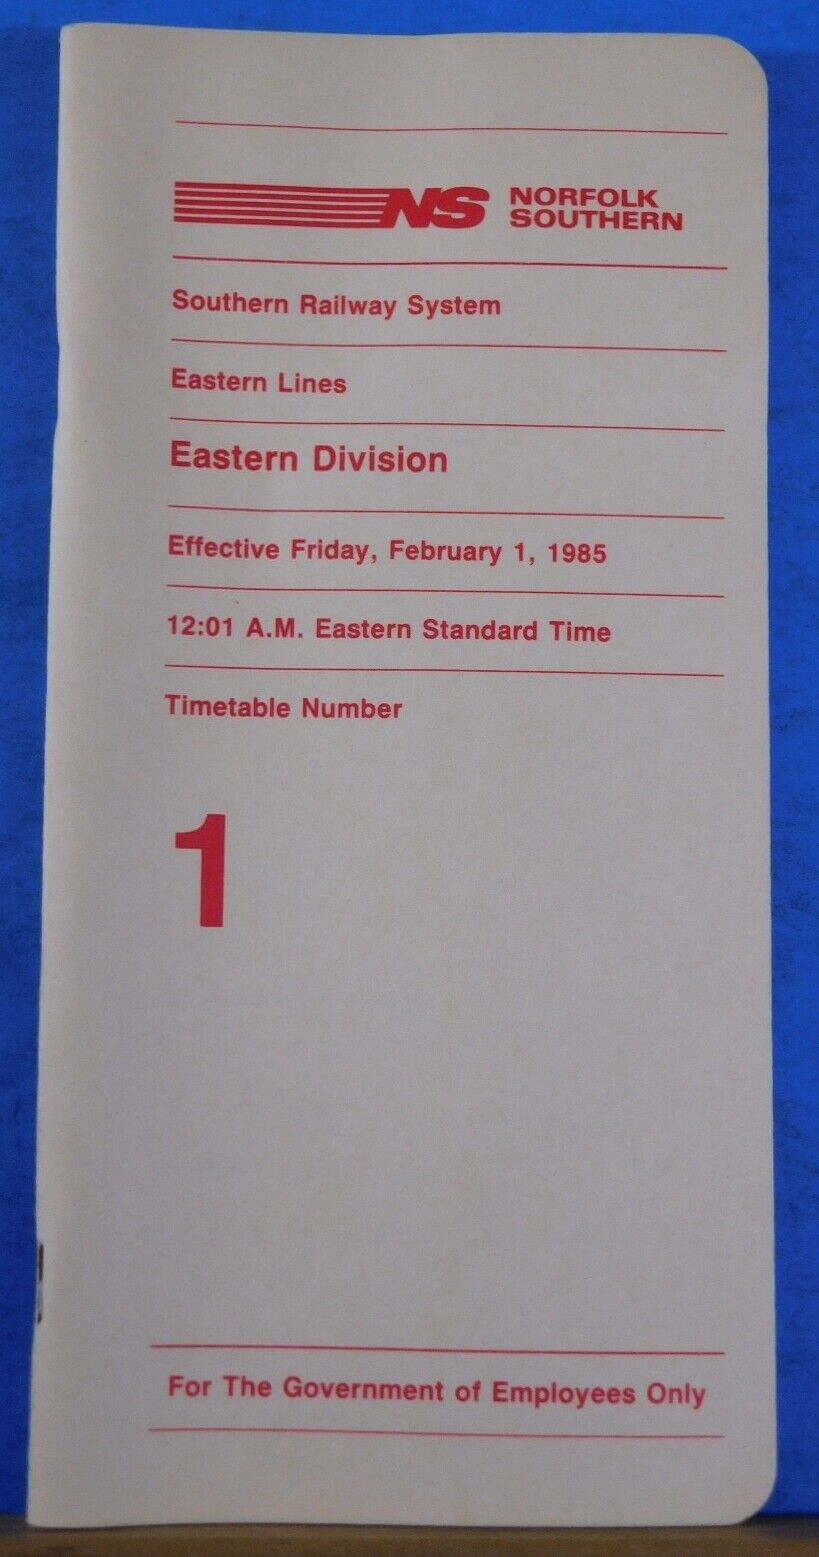 NS NORFOLK
SOUTHERN
Southern Railway System
Eastern Lines
Eastern Division
Effective Friday, February 1, 1985
12:01 A.M. Eastern Standard Time
Timetable Number
1
For The Government of Employees Only